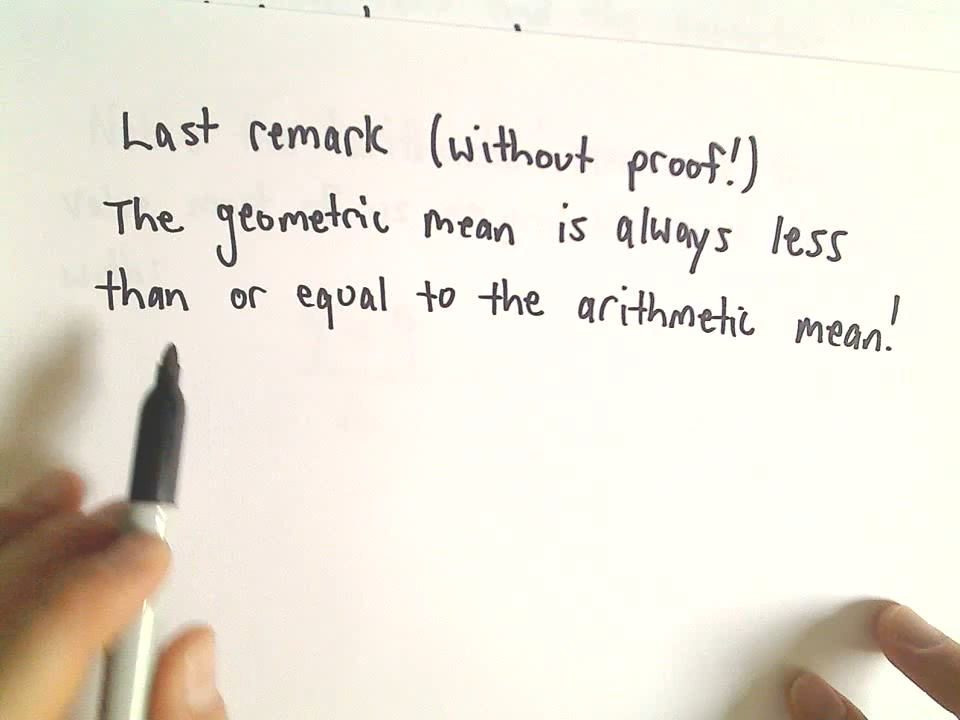 Last remark (without proof!)
The geometric mean is always less
than or equal to the arithmetic mean!